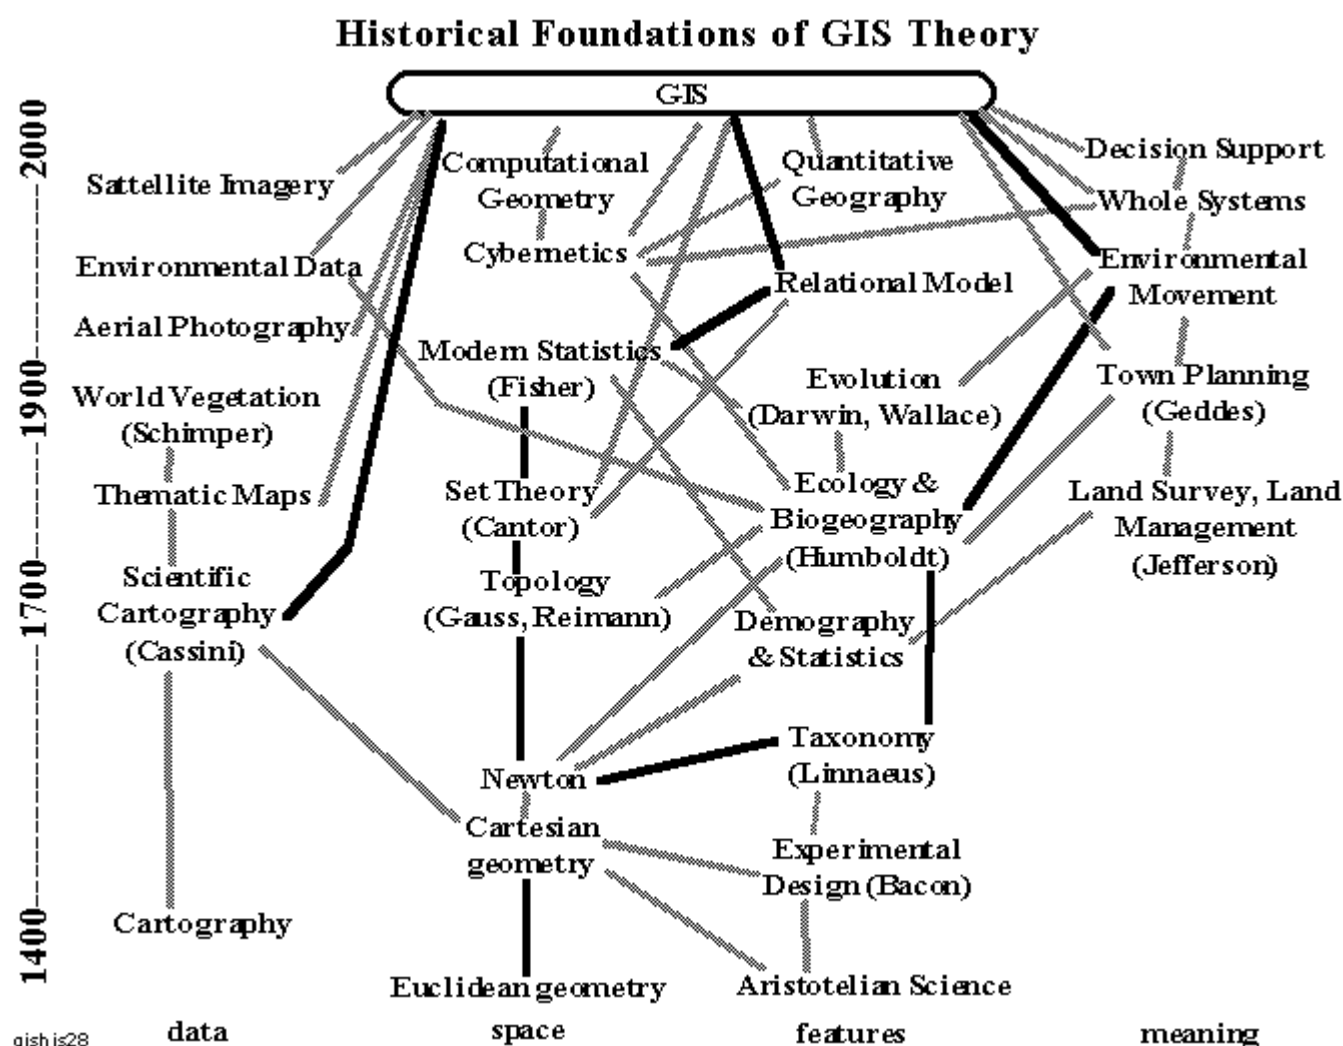 Historical Foundations of GIS Theory
GIS
2000
1900
1700
1400
Sattellite Imagery
Environmental Data
Aerial Photography
World Vegetation
(Schimper)
Thematic Maps
Scientific
Cartography
(Cassini)
Cartography
data
Computational
Geometry
Cybernetics
Modern Statistics
(Fisher)
Set Theory
(Cantor)
Topology
(Gauss, Reimann)
Newton
Cartesian
geometry
Euclidean geometry
space
Quantitative
Geography
Relational Model
Evolution
(Darwin, Wallace)
Ecology &
Biogeography
(Humboldt)
Demography
& Statistics
Taxonomy
(Linnaeus)
Experimental
Design (Bacon)
Aristotelian Science
features
Decision Support
Whole Systems
Environmental
Movement
Town Planning
(Geddes)
Land Survey, Land
Management
(Jefferson)
meaning